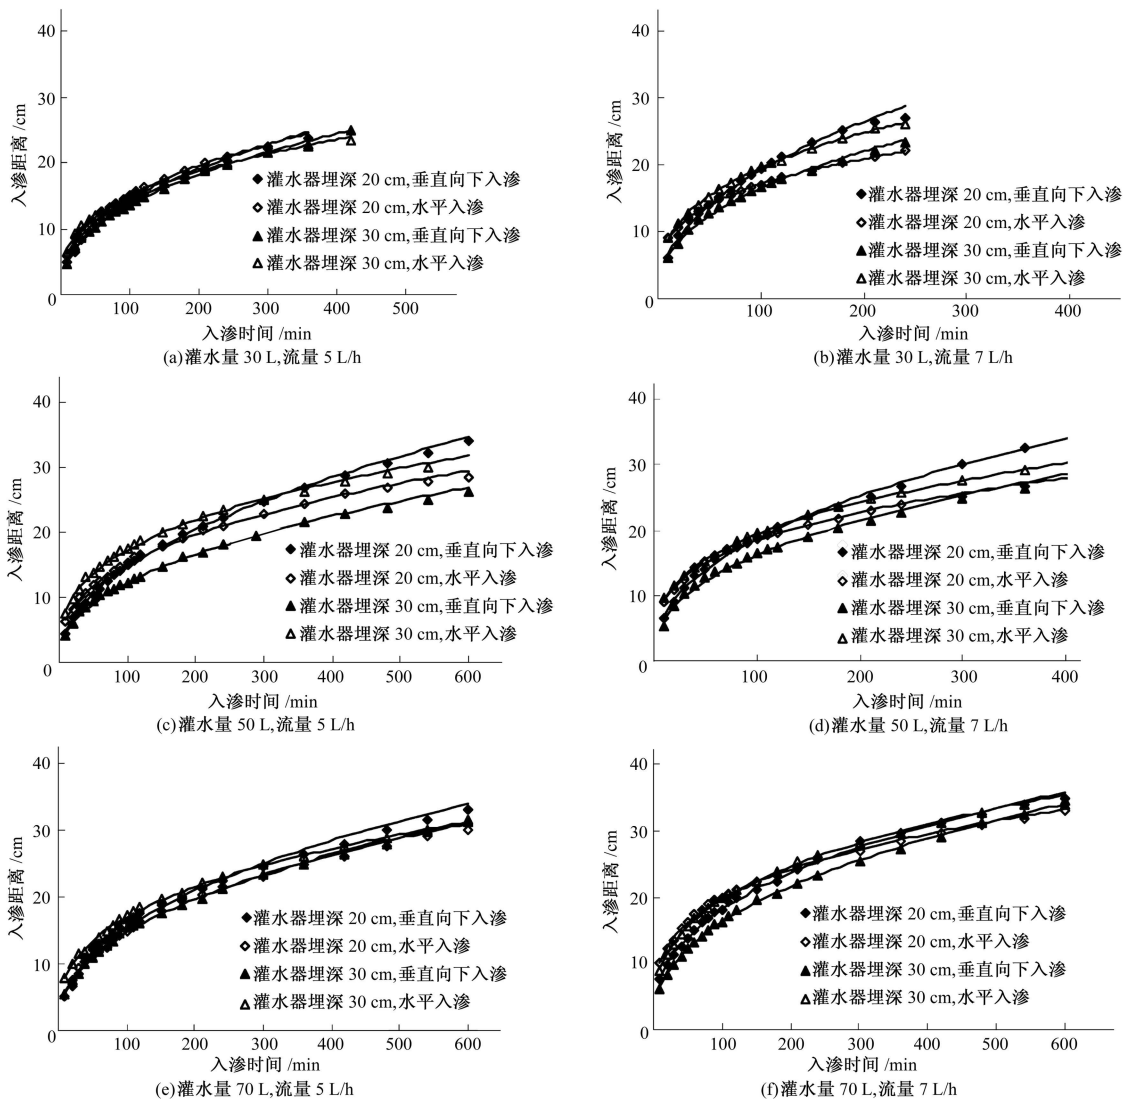 40
30
20
10
0
入渗距离 /cm
灌水器埋深 20 cm,垂直向下入渗
灌水器埋深 20 cm,水平入渗
灌水器埋深 30 cm,垂直向下入渗
灌水器埋深 30 cm,水平入渗
100 200 300 400 500
入渗时间 /min
(a)灌水量 30 L,流量 5 L/h
40
30
20
10
0
入渗距离 /cm
灌水器埋深 20 cm,垂直向下入渗
灌水器埋深 20 cm,水平入渗
灌水器埋深 30 cm,垂直向下入渗
灌水器埋深 30 cm,水平入渗
100 200 300 400
入渗时间 /min
(b)灌水量 30 L,流量 7 L/h
40
30
20
10
0
入渗距离 /cm
灌水器埋深 20 cm,垂直向下入渗
灌水器埋深 20 cm,水平入渗
灌水器埋深 30 cm,垂直向下入渗
灌水器埋深 30 cm,水平入渗
100 200 300 400 500 600
入渗时间 /min
(c)灌水量 50 L,流量 5 L/h
40
30
20
10
0
入渗距离 /cm
灌水器埋深 20 cm,垂直向下入渗
灌水器埋深 20 cm,水平入渗
灌水器埋深 30 cm,垂直向下入渗
灌水器埋深 30 cm,水平入渗
100 200 300 400
入渗时间 /min
(d)灌水量 50 L,流量 7 L/h
40
30
20
10
0
入渗距离 /cm
灌水器埋深 20 cm,垂直向下入渗
灌水器埋深 20 cm,水平入渗
灌水器埋深 30 cm,垂直向下入渗
灌水器埋深 30 cm,水平入渗
100 200 300 400 500 600
入渗时间 /min
(e)灌水量 70 L,流量 5 L/h
40
30
20
10
0
入渗距离 /cm
灌水器埋深 20 cm,垂直向下入渗
灌水器埋深 20 cm,水平入渗
灌水器埋深 30 cm,垂直向下入渗
灌水器埋深 30 cm,水平入渗
100 200 300 400 500 600
入渗时间 /min
(f)灌水量 70 L,流量 7 L/h